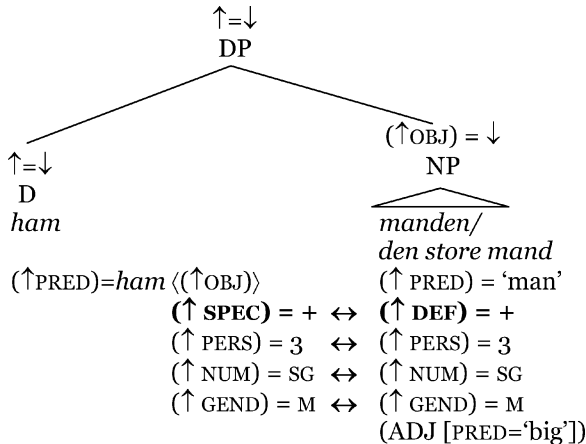 ↑=↓
DP
(↑OBJ) = ↓
↑=↓
NP
D
ham
manden/
den store mand
(↑PRED)=ham ⟨(↑OBJ)⟩ (↑ PRED) = ‘man’
(↑ SPEC) = + ↔ (↑ DEF) = +
(↑ PERS) = 3 ↔ (↑ PERS) = 3
(↑ NUM) = SG ↔ (↑ NUM) = SG
(↑ GEND) = M ↔ (↑ GEND) = M
(ADJ [PRED=‘big’])